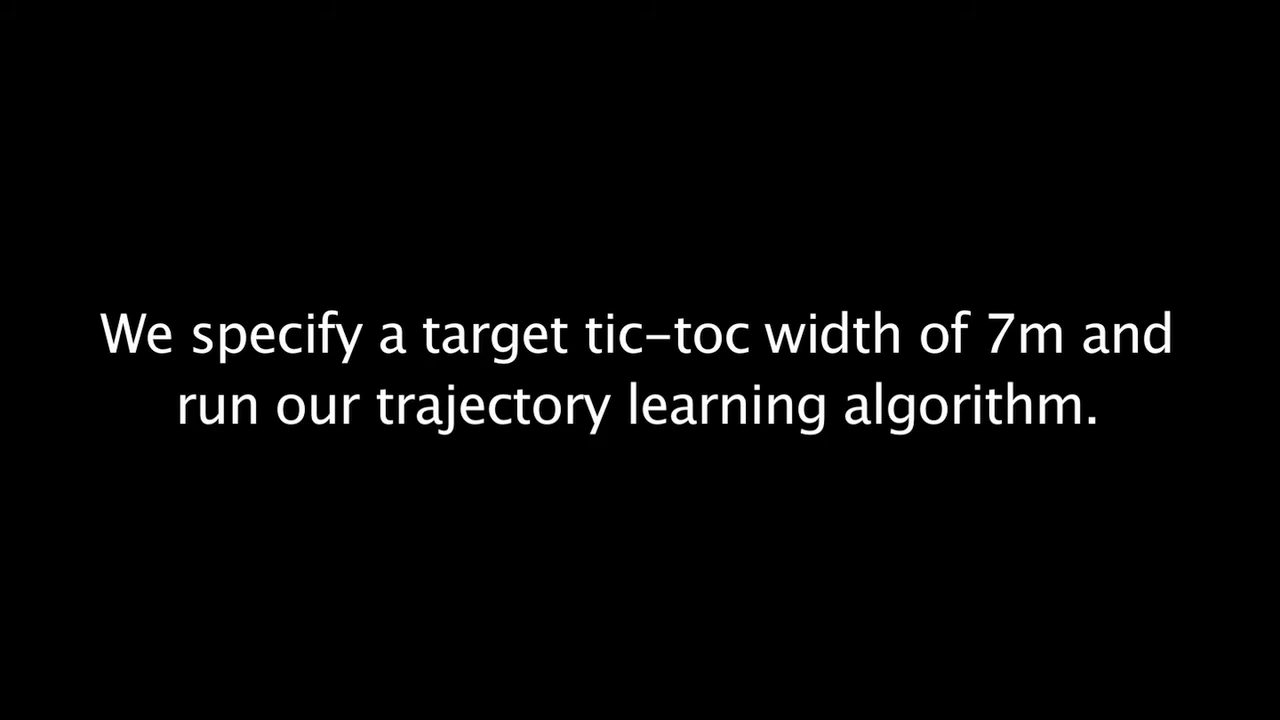 We specify a target tic-toc width of 7m and
run our trajectory learning algorithm.